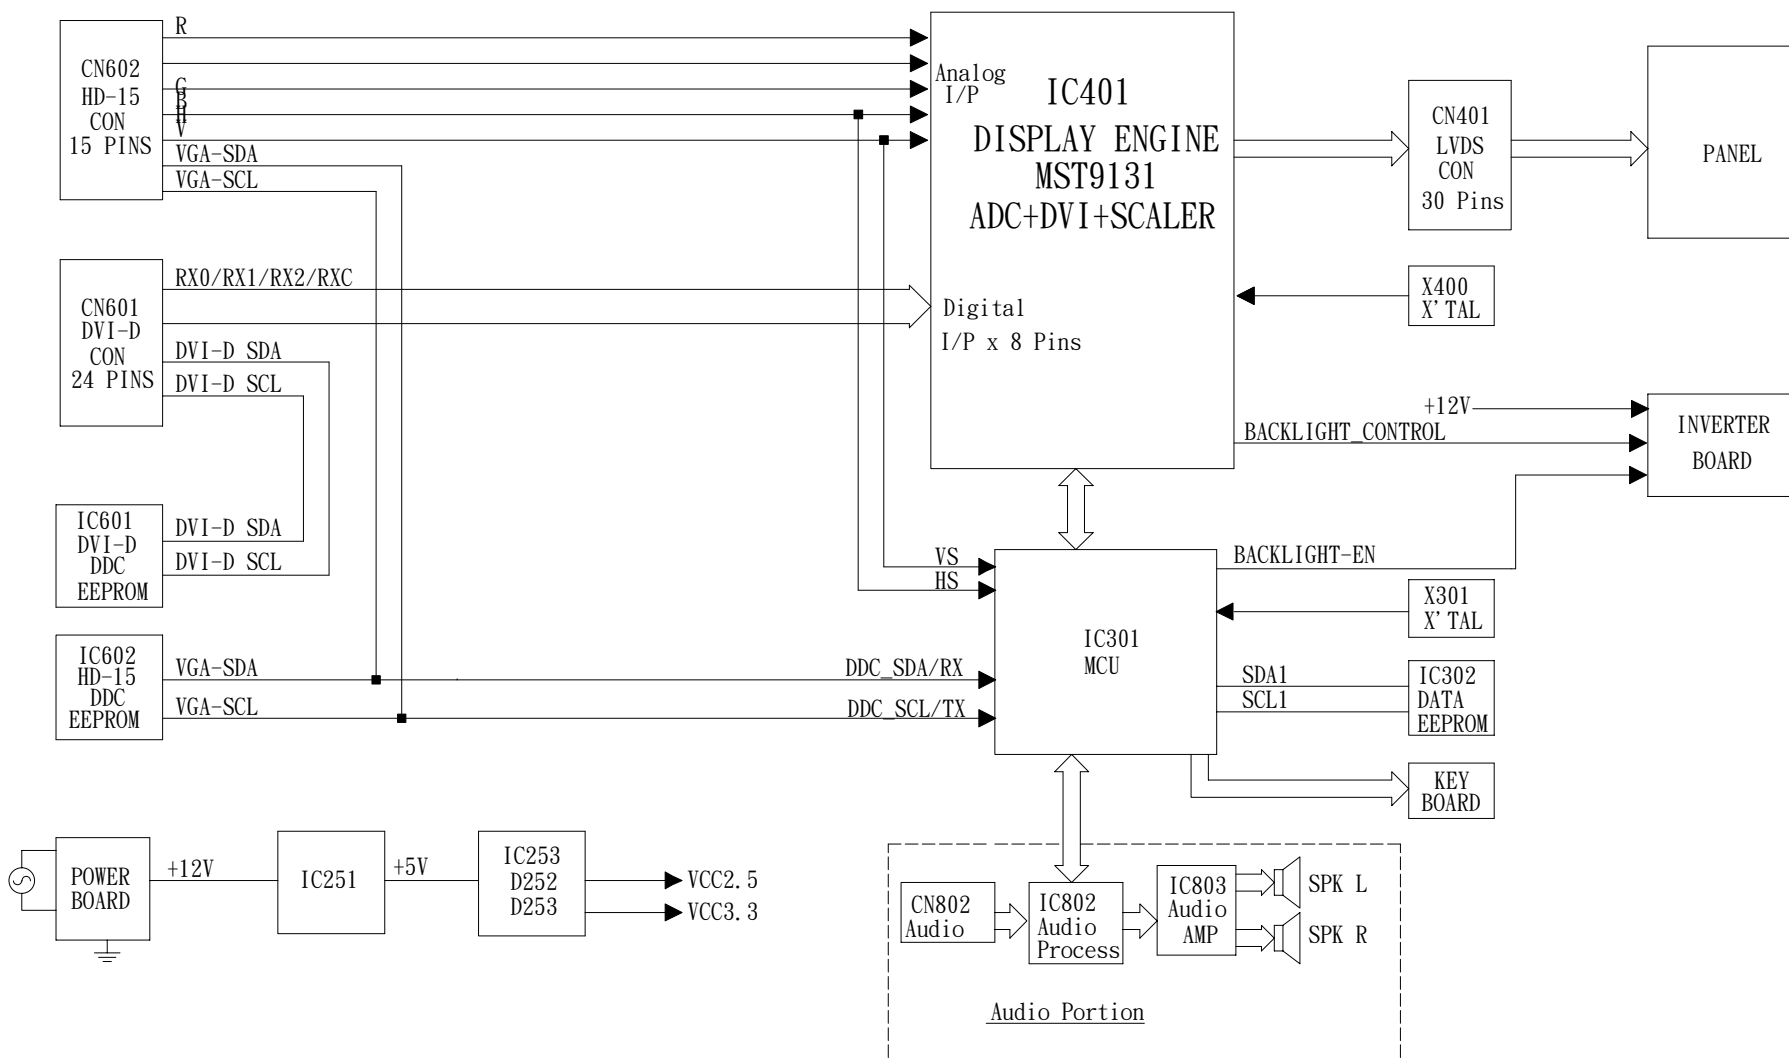 R
G
B
H
V
VGA-SDA
VGA-SCL
CN602
HD-15
CON
15 PINS
Analog
I/P
IC401
DISPLAY ENGINE
MST9131
ADC+DVI+SCALER
CN401
LVDS
CON
30 Pins
PANEL
CN601
DVI-D
CON
24 PINS
RX0/RX1/RX2/RXC
DVI-D SDA
DVI-D SCL
Digital
I/P x 8 Pins
X400
X'TAL
+12V
BACKLIGHT_CONTROL
INVERTER
BOARD
IC601
DVI-D
DDC
EEPROM
DVI-D SDA
DVI-D SCL
VS
HS
BACKLIGHT-EN
X301
X'TAL
IC301
MCU
IC602
HD-15
DDC
EEPROM
VGA-SDA
VGA-SCL
DDC_SDA/RX
DDC_SCL/TX
SDA1
SCL1
IC302
DATA
EEPROM
KEY
BOARD
POWER
BOARD
+12V
IC251
+5V
IC253
D252
D253
VCC2.5
VCC3.3
CN802
Audio
IC802
Audio
Process
IC803
Audio
AMP
SPK L
SPK R
Audio Portion